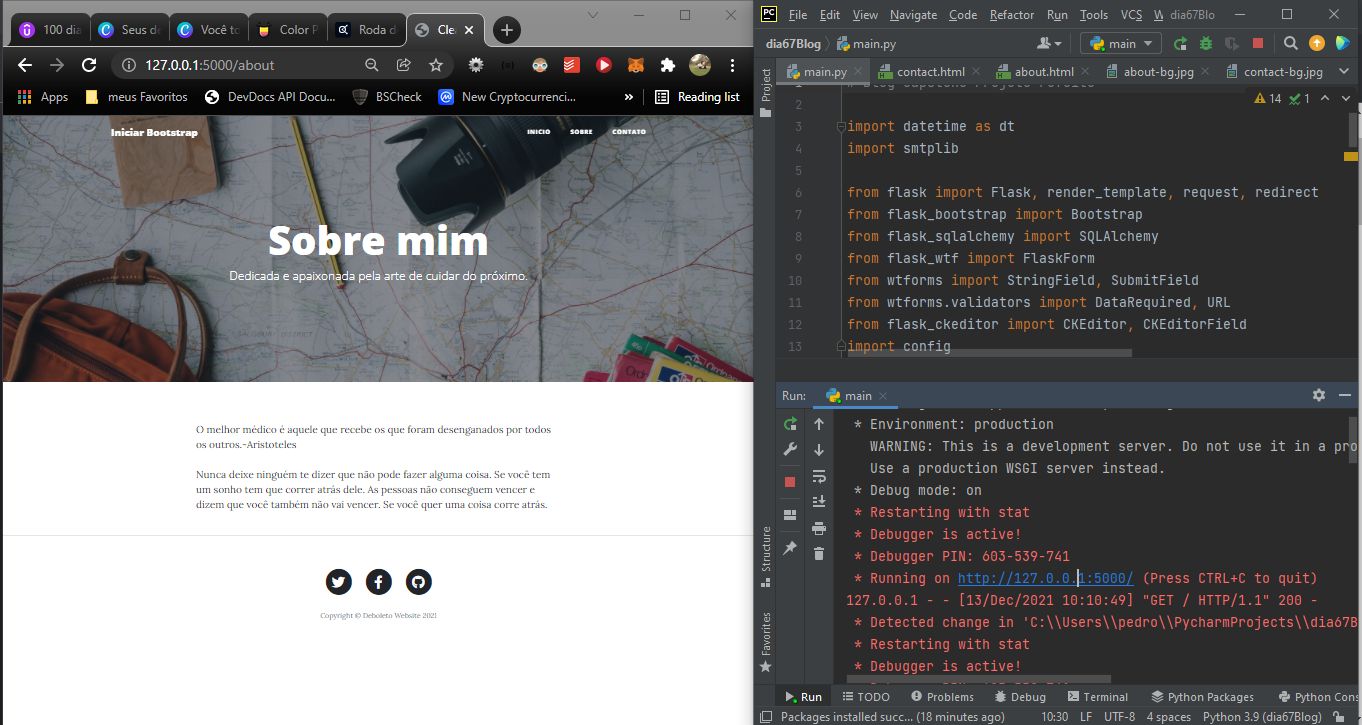 100 dia
Seus de
Você to
Color P
Roda d
Cle
127.0.0.1:5000/about
Apps
meus Favoritos
DevDocs API Docu...
BSCheck
New Cryptocurrenci...
»
Reading list
Iniciar Bootstrap
INICIO
SOBRE
CONTATO
Sobre mim
Dedicada e apaixonada pela arte de cuidar do próximo.
O melhor médico é aquele que recebe os que foram desenganados por todos
os outros.-Aristoteles
Nunca deixe ninguém te dizer que não pode fazer alguma coisa. Se você tem
um sonho tem que correr atrás dele. As pessoas não conseguem vencer e
dizem que você também não vai vencer. Se você quer uma coisa corre atrás.
Copyright © Deboleto Website 2021
PC File Edit View Navigate Code Refactor Run Tools VCS W dia67Blo
dia67Blog main.py
main
main.py
contact.html
about.html
about-bg.jpg
contact-bg.jpg
Project
14 1
2
3 import datetime as dt
4 import smtplib
5
6 from flask import Flask, render_template, request, redirect
7 from flask_bootstrap import Bootstrap
8 from flask_sqlalchemy import SQLAlchemy
9 from flask_wtf import FlaskForm
10 from wtforms import StringField, SubmitField
11 from wtforms.validators import DataRequired, URL
12 from flask_ckeditor import CKEditor, CKEditorField
13 import config
Run: main
* Environment: production
WARNING: This is a development server. Do not use it in a pro
Use a production WSGI server instead.
* Debug mode: on
* Restarting with stat
* Debugger is active!
* Debugger PIN: 603-539-741
* Running on http://127.0.0.1:5000/ (Press CTRL+C to quit)
127.0.0.1 - - [13/Dec/2021 10:10:49] "GET / HTTP/1.1" 200 -
* Detected change in 'C:\\Users\\pedro\\PycharmProjects\\dia67B
* Restarting with stat
* Debugger is active!
Structure
Favorites
Run
TODO
Problems
Debug
Terminal
Python Packages
Python Cons
Packages installed succ... (18 minutes ago)
10:30 LF UTF-8 4 spaces Python 3.9 (dia67Blog)